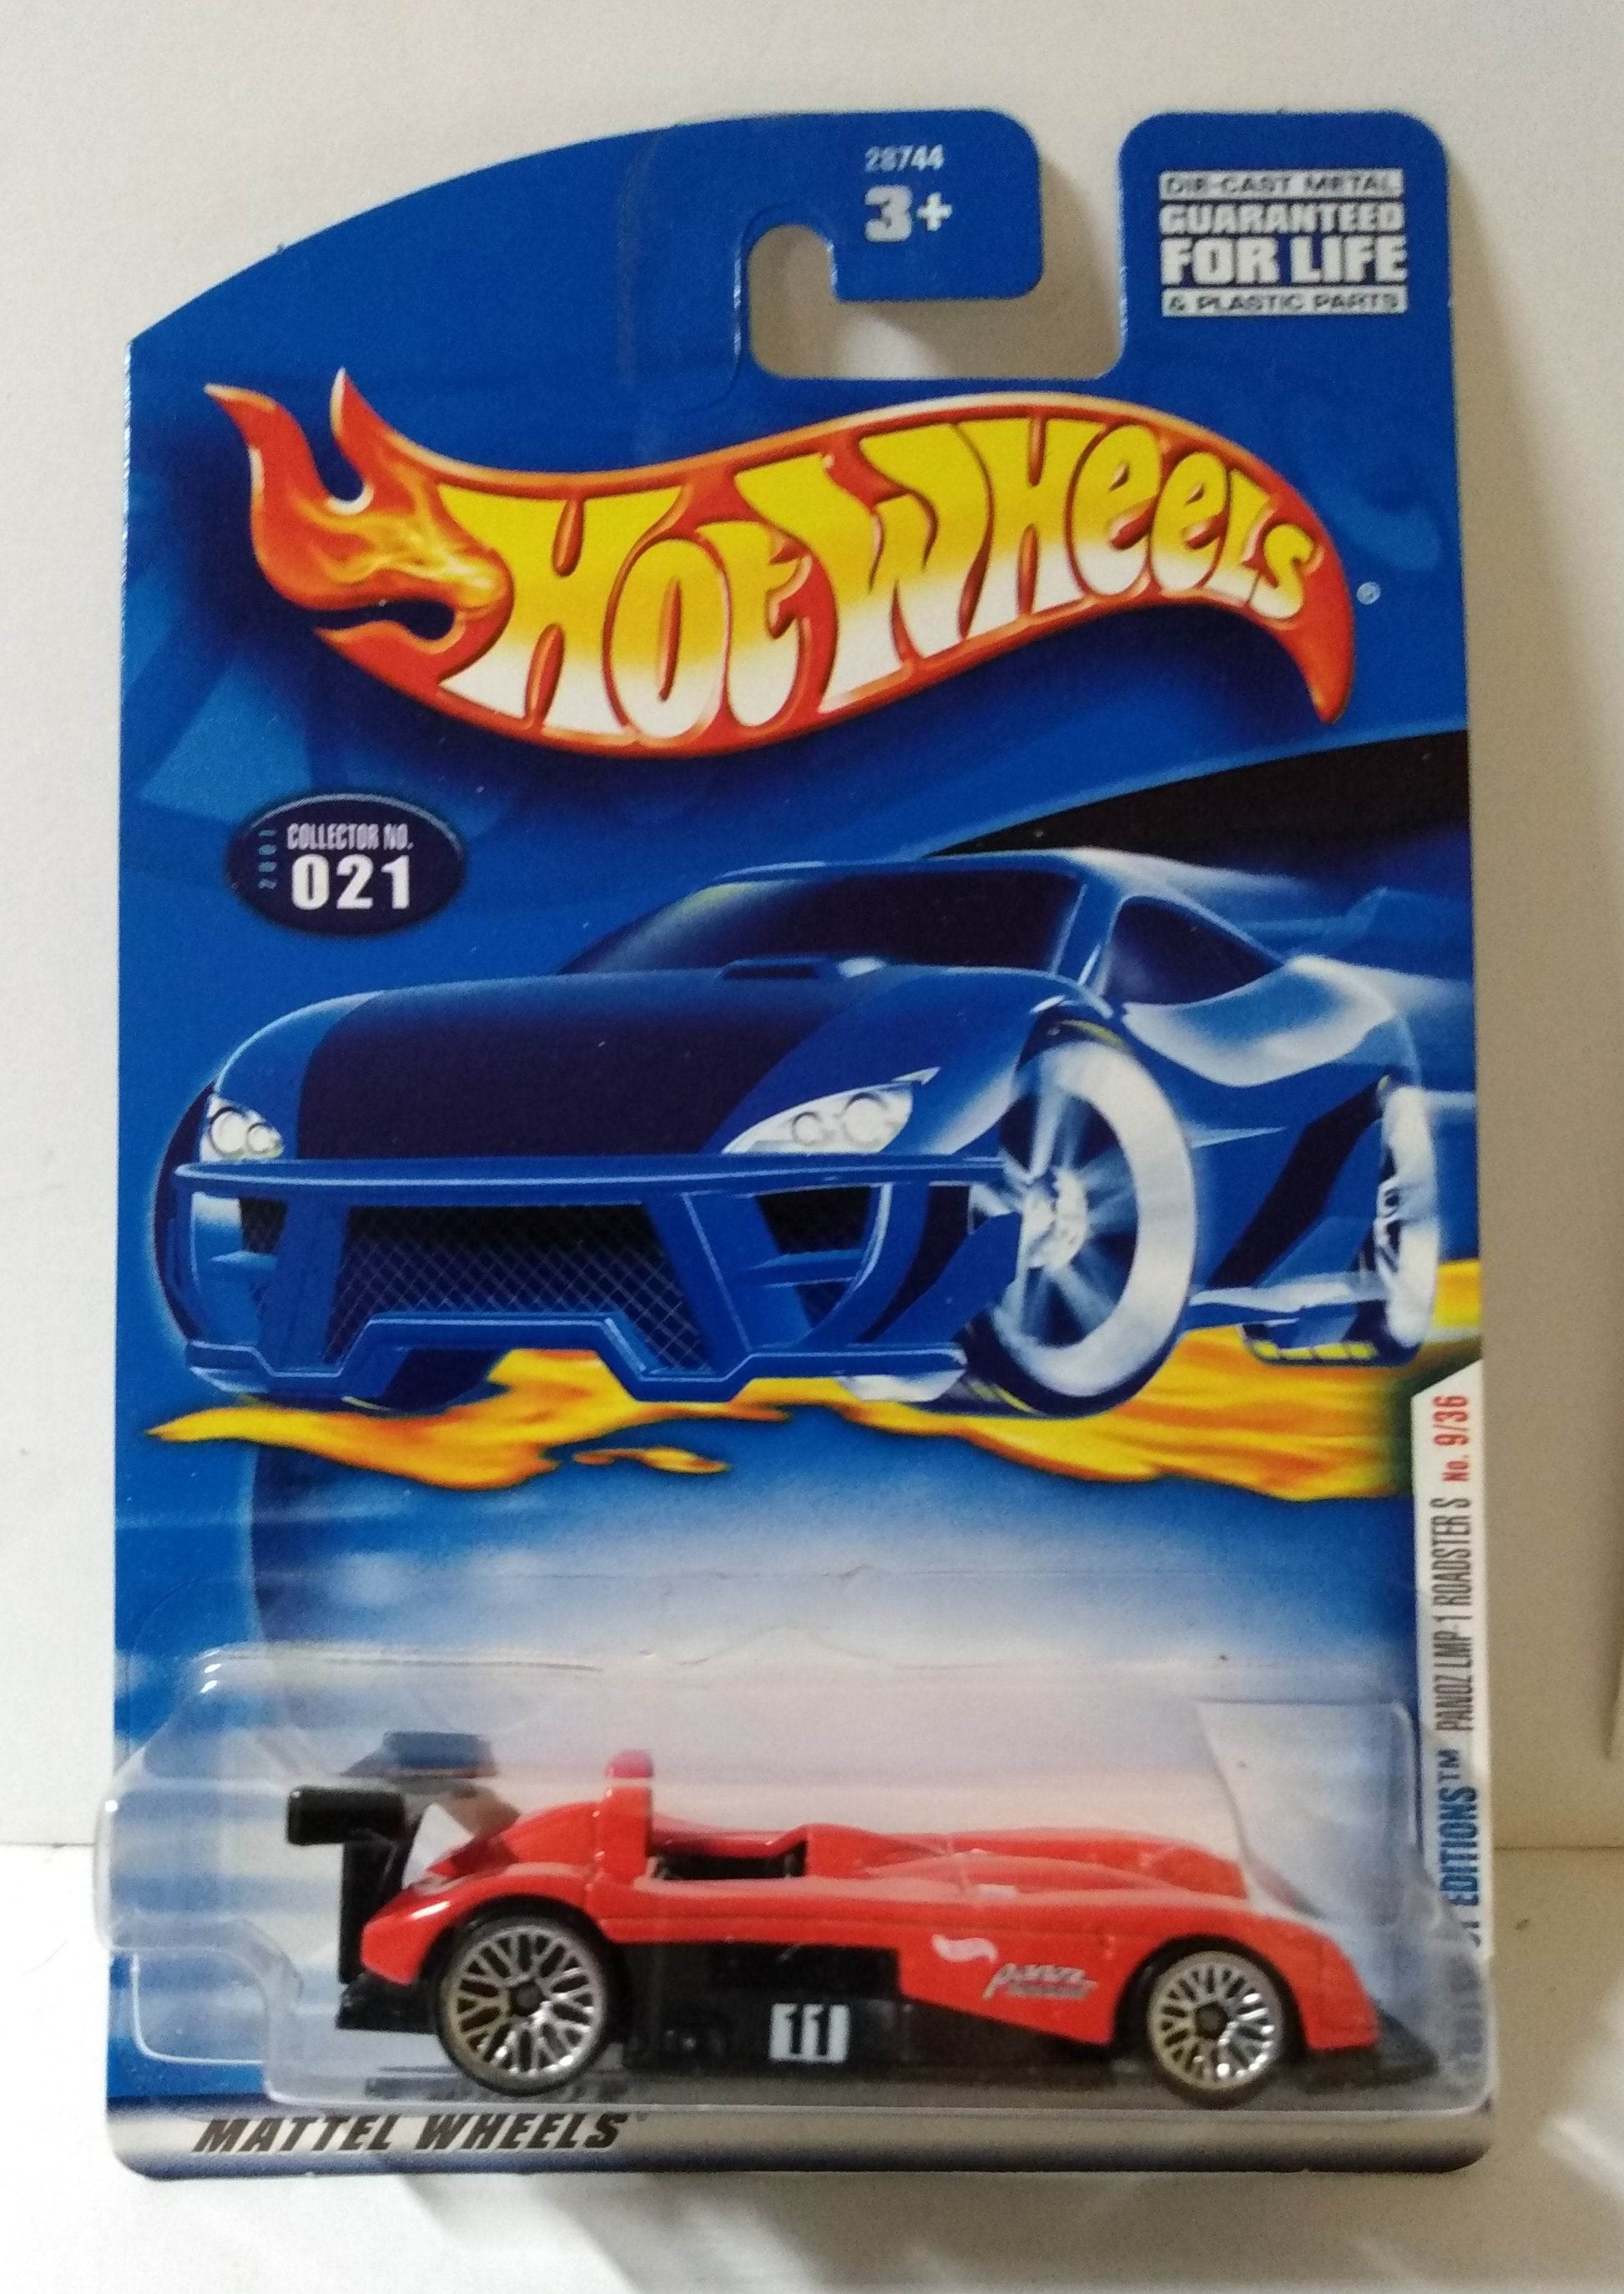 28744
3+
DIE-CAST METAL
GUARANTEED
FOR LIFE
& PLASTIC PARTS
HOT WHEELS®
2001
COLLECTOR NO.
021
EDITIONS™ PANOZ LMP-1 ROADSTER S No. 9/36
PANOZ
11
MATTEL WHEELS